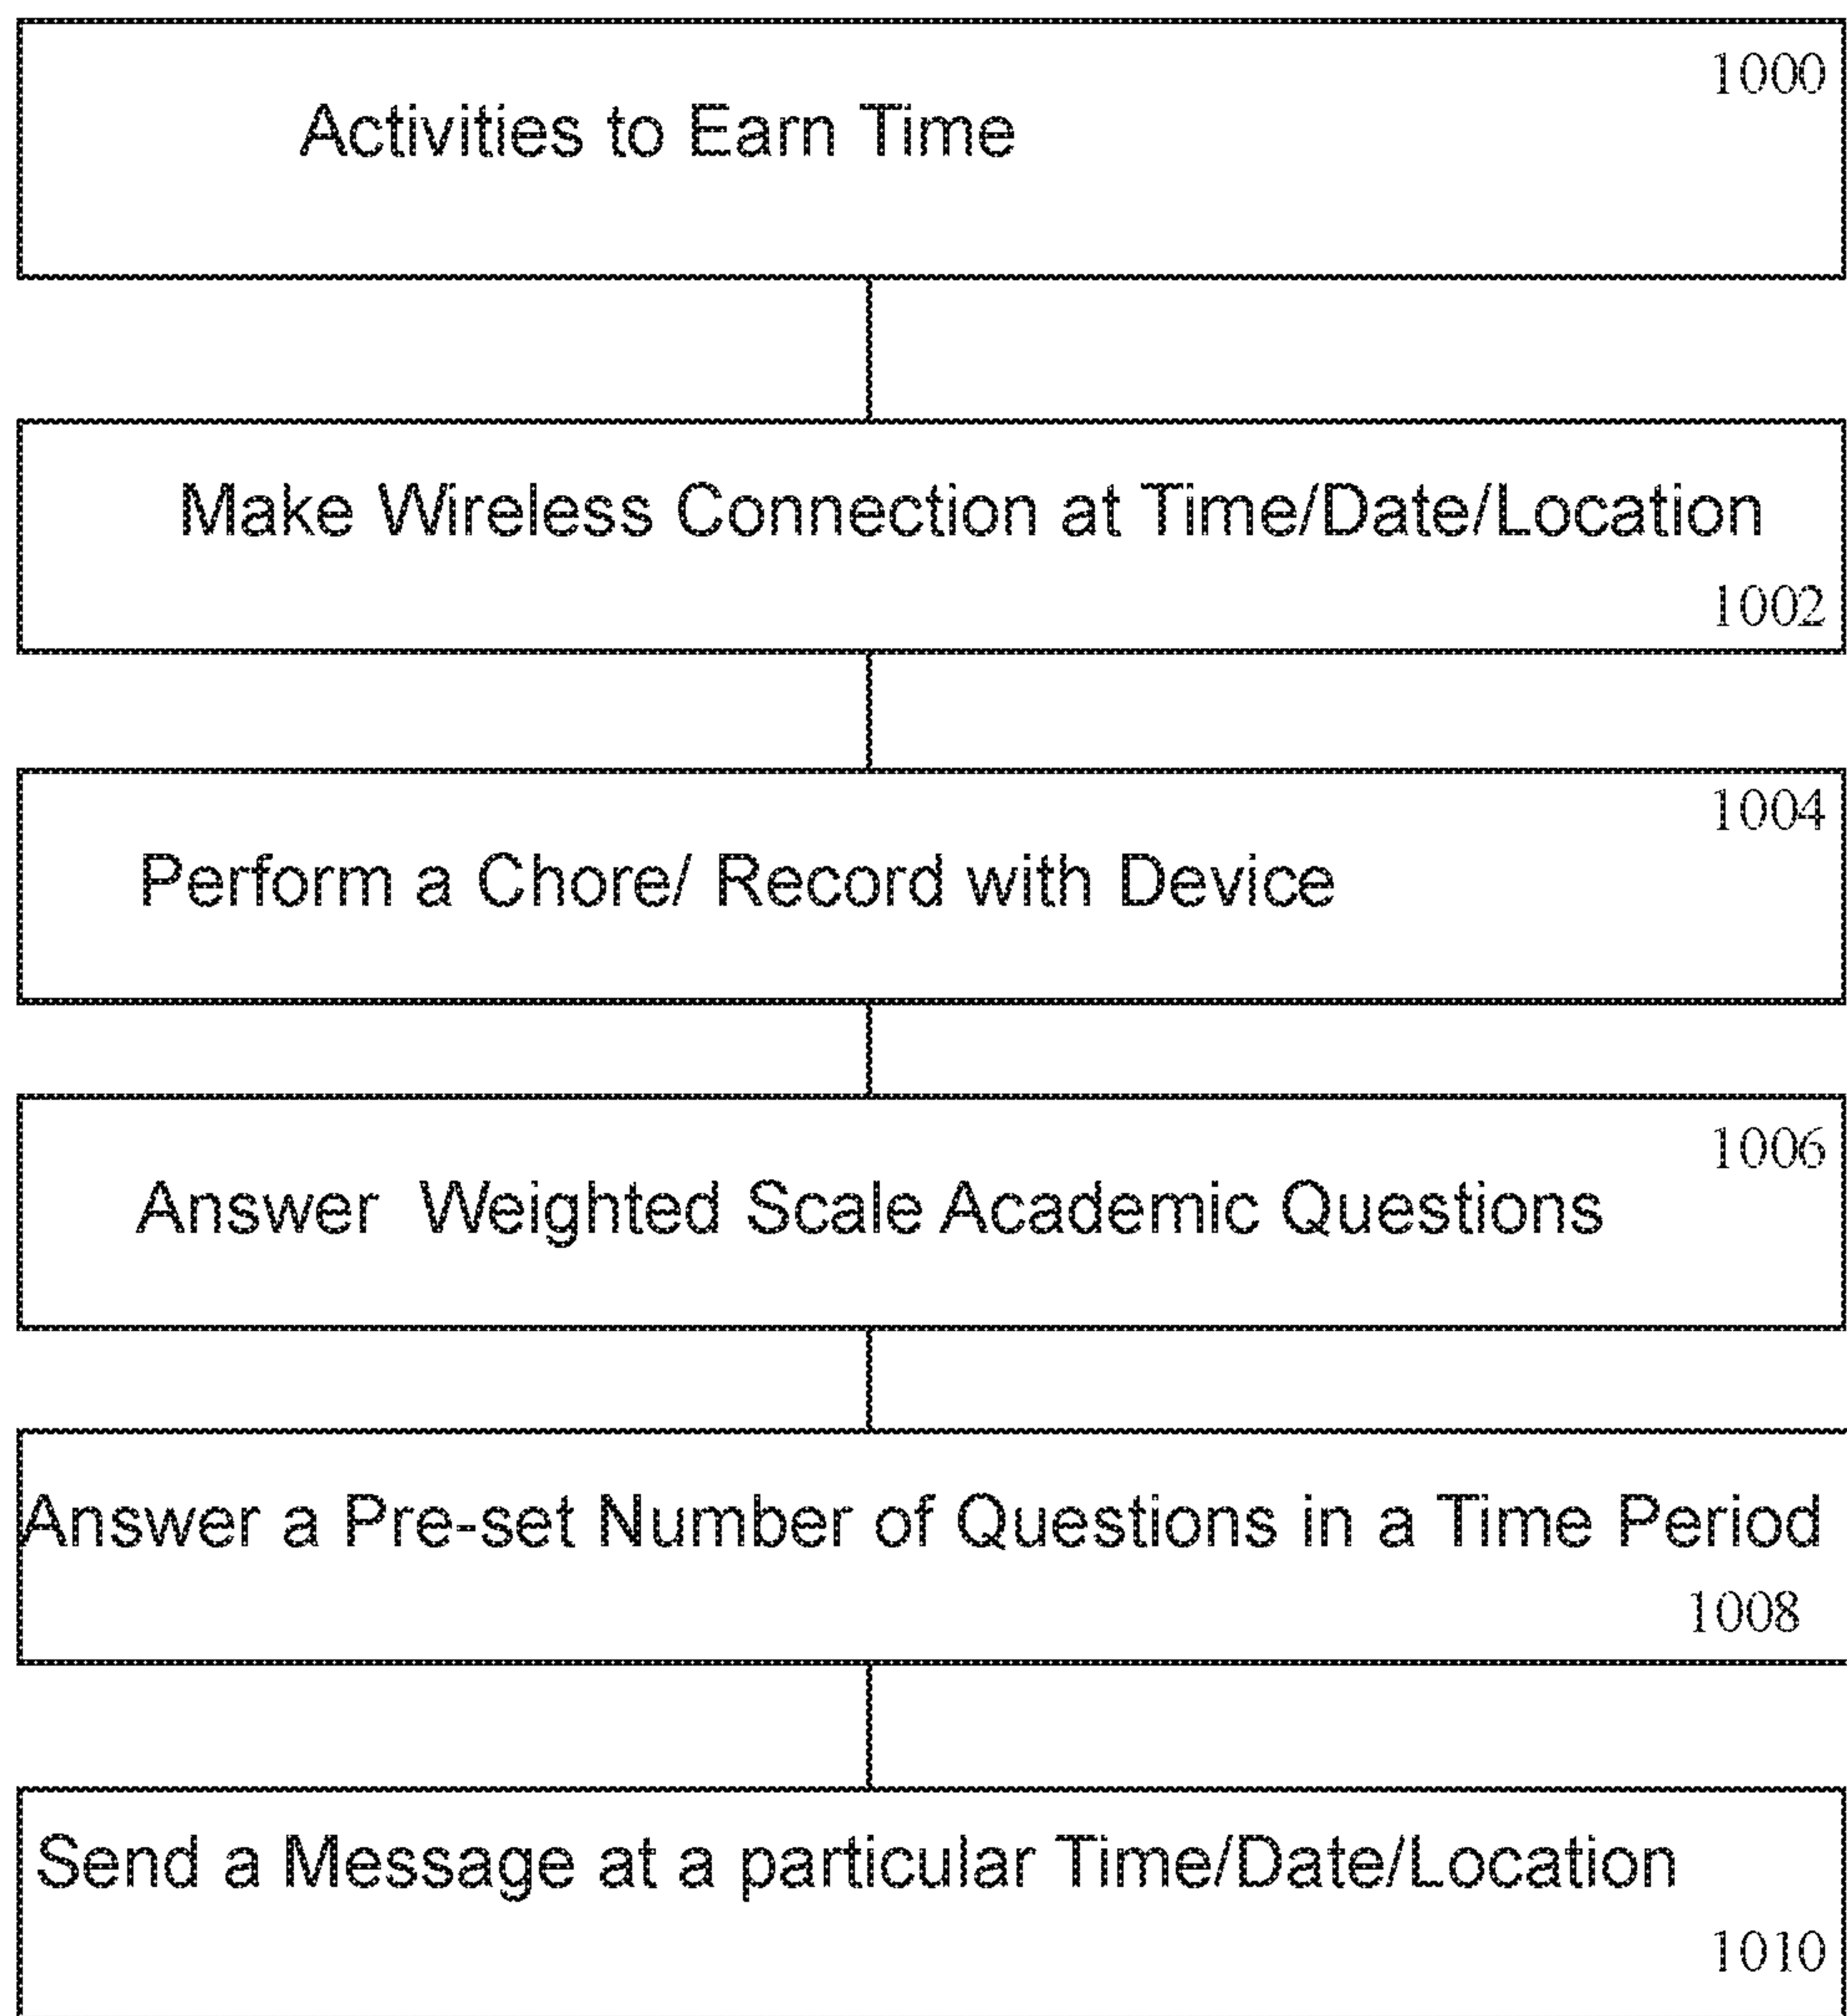 1000
Activities to Earn Time
Make Wireless Connection at Time/Date/Location
1002
1004
Perform a Chore/ Record with Device
1006
Answer Weighted Scale Academic Questions
Answer a Pre-set Number of Questions in a Time Period
1008
Send a Message at a particular Time/Date/Location
1010